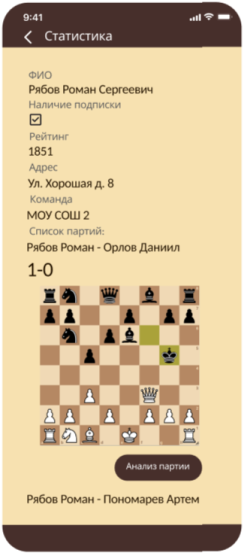 9:41
Статистика
ФИО
Рябов Роман Сергеевич
Наличие подписки
Рейтинг
1851
Адрес
Ул. Хорошая д. 8
Команда
МОУ СОШ 2
Список партий:
Рябов Роман - Орлов Даниил
1-0
Анализ партии
Рябов Роман - Пономарев Артем